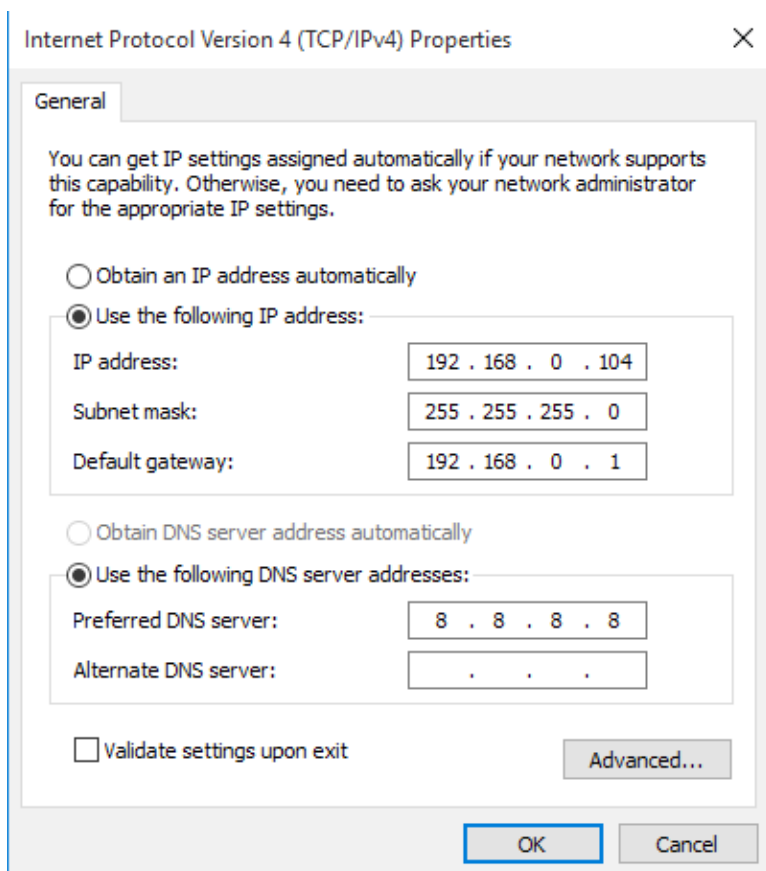 Internet Protocol Version 4 (TCP/IPv4) Properties
General
You can get IP settings assigned automatically if your network supports
this capability. Otherwise, you need to ask your network administrator
for the appropriate IP settings.
Obtain an IP address automatically
Use the following IP address:
IP address: 192 . 168 . 0 . 104
Subnet mask: 255 . 255 . 255 . 0
Default gateway: 192 . 168 . 0 . 1
Obtain DNS server address automatically
Use the following DNS server addresses:
Preferred DNS server: 8 . 8 . 8 . 8
Alternate DNS server: . . .
Validate settings upon exit
Advanced...
OK Cancel